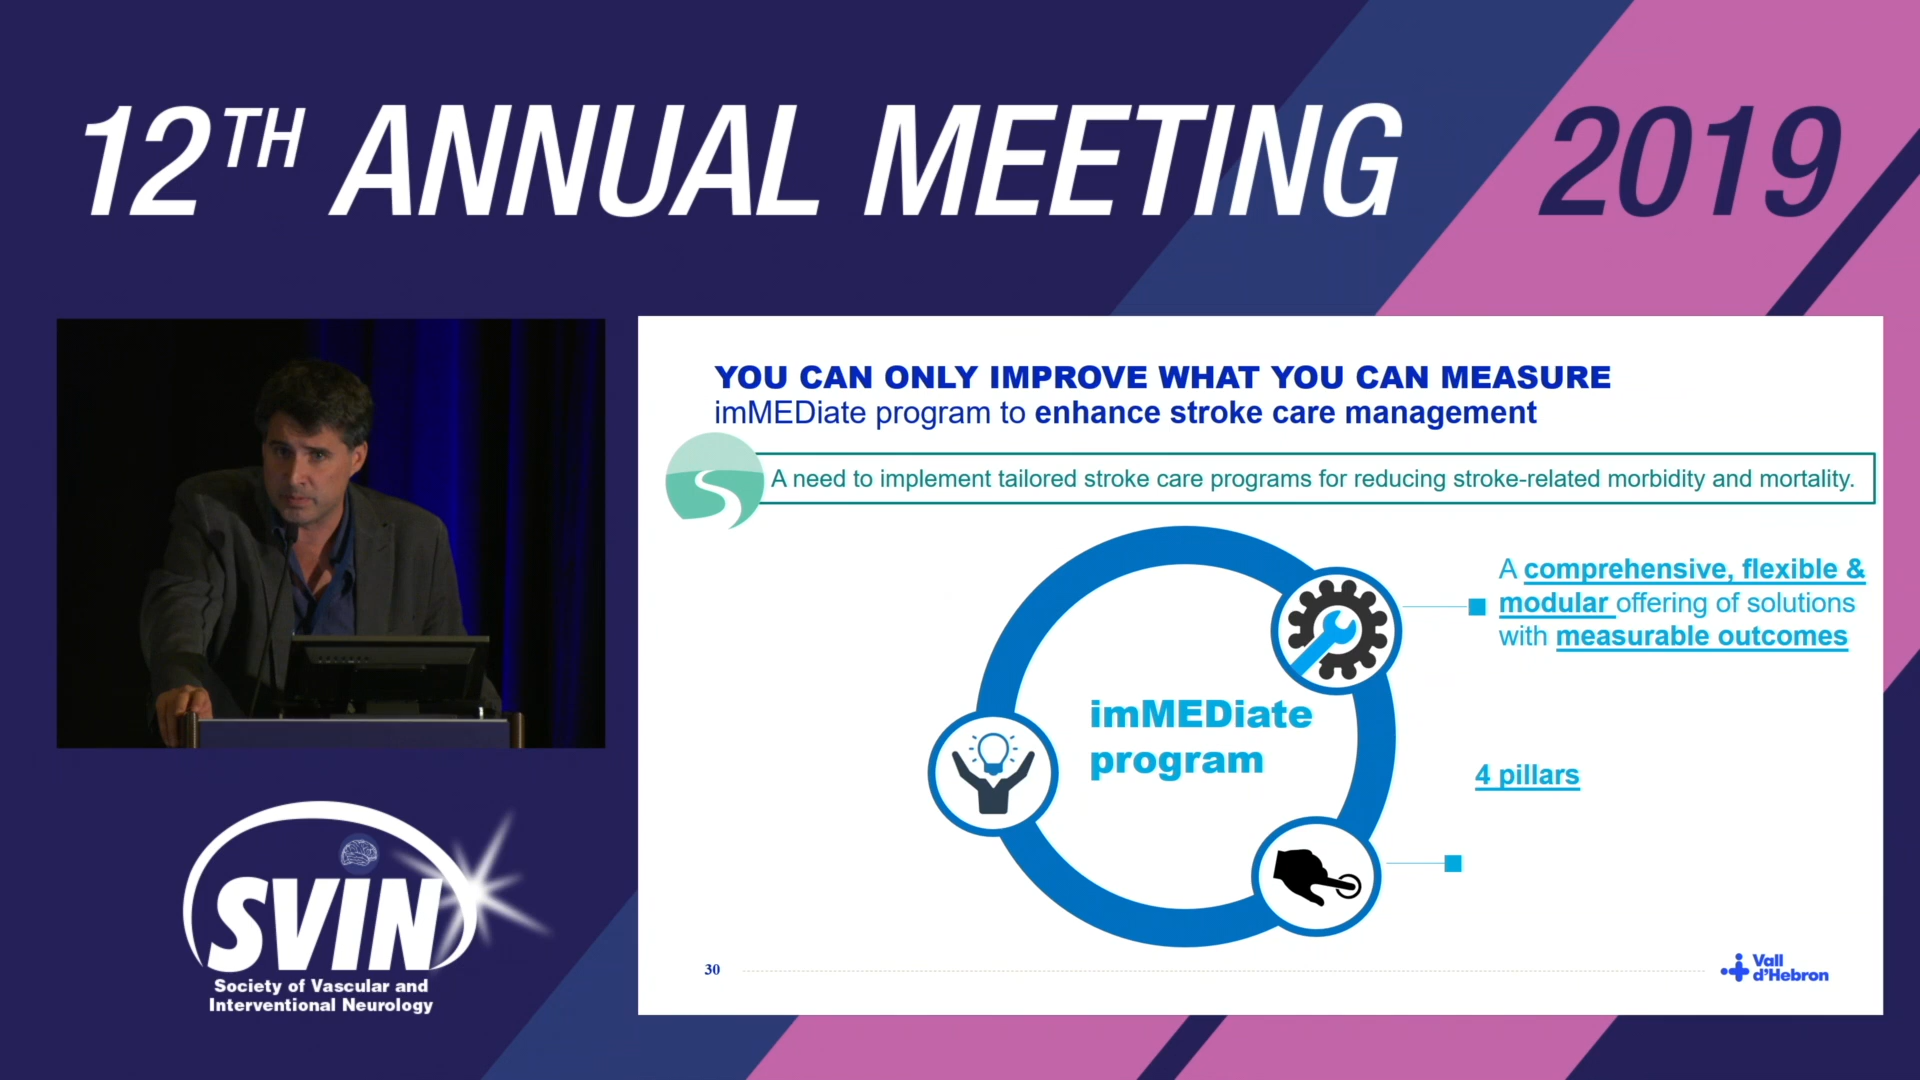 12TH ANNUAL MEETING 2019
YOU CAN ONLY IMPROVE WHAT YOU CAN MEASURE
imMEDiate program to enhance stroke care management
A need to implement tailored stroke care programs for reducing stroke-related morbidity and mortality.
A comprehensive, flexible &
modular offering of solutions
with measurable outcomes
imMEDiate
program
4 pillars
30
Vall
d'Hebron
SVIN
Society of Vascular and
Interventional Neurology